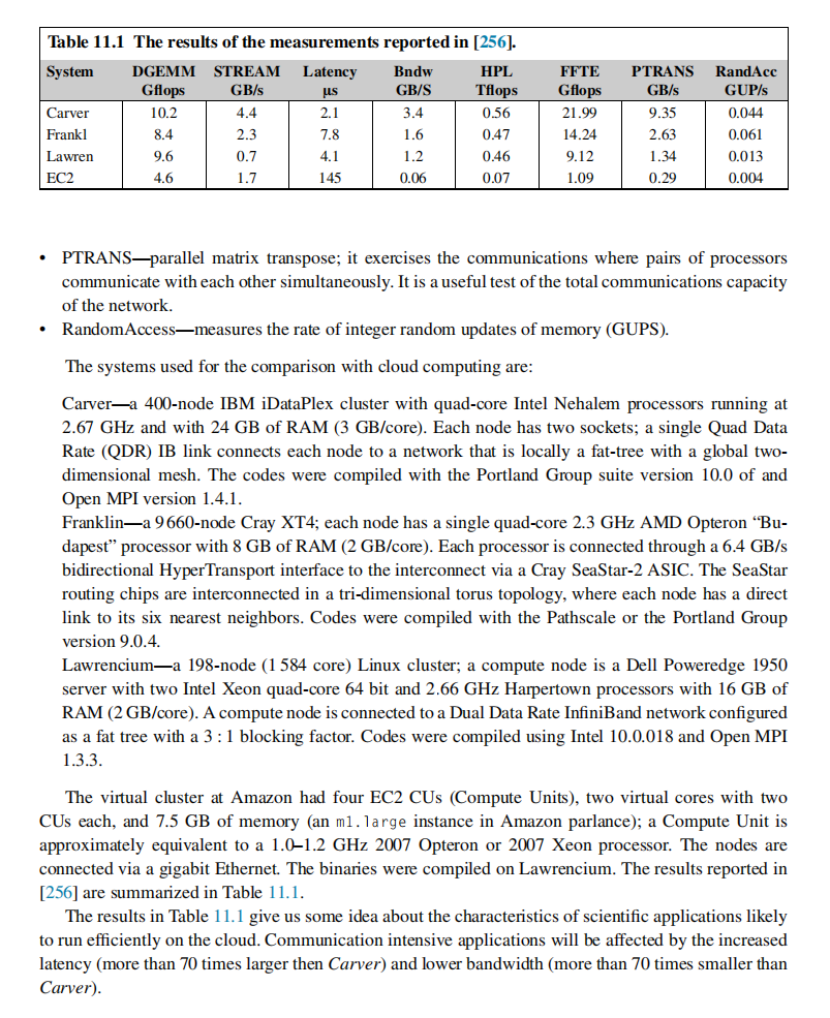 Table 11.1 The results of the measurements reported in [256].
System DGEMM STREAM Latency Bndw HPL FFTE PTRANS RandAcc
Gflops GB/s μs GB/S Tflops Gflops GB/s GUP/s
Carver 10.2 4.4 2.1 3.4 0.56 21.99 9.35 0.044
Frankl 8.4 2.3 7.8 1.6 0.47 14.24 2.63 0.061
Lawren 9.6 0.7 4.1 1.2 0.46 9.12 1.34 0.013
EC2 4.6 1.7 145 0.06 0.07 1.09 0.29 0.004
• PTRANS—parallel matrix transpose; it exercises the communications where pairs of processors
communicate with each other simultaneously. It is a useful test of the total communications capacity
of the network.
• RandomAccess—measures the rate of integer random updates of memory (GUPS).
The systems used for the comparison with cloud computing are:
Carver—a 400-node IBM iDataPlex cluster with quad-core Intel Nehalem processors running at
2.67 GHz and with 24 GB of RAM (3 GB/core). Each node has two sockets; a single Quad Data
Rate (QDR) IB link connects each node to a network that is locally a fat-tree with a global two-
dimensional mesh. The codes were compiled with the Portland Group suite version 10.0 of and
Open MPI version 1.4.1.
Franklin—a 9 660-node Cray XT4; each node has a single quad-core 2.3 GHz AMD Opteron “Bu-
dapest” processor with 8 GB of RAM (2 GB/core). Each processor is connected through a 6.4 GB/s
bidirectional HyperTransport interface to the interconnect via a Cray SeaStar-2 ASIC. The SeaStar
routing chips are interconnected in a tri-dimensional torus topology, where each node has a direct
link to its six nearest neighbors. Codes were compiled with the Pathscale or the Portland Group
version 9.0.4.
Lawrencium—a 198-node (1 584 core) Linux cluster; a compute node is a Dell Poweredge 1950
server with two Intel Xeon quad-core 64 bit and 2.66 GHz Harpertown processors with 16 GB of
RAM (2 GB/core). A compute node is connected to a Dual Data Rate InfiniBand network configured
as a fat tree with a 3 : 1 blocking factor. Codes were compiled using Intel 10.0.018 and Open MPI
1.3.3.
The virtual cluster at Amazon had four EC2 CUs (Compute Units), two virtual cores with two
CUs each, and 7.5 GB of memory (an m1.large instance in Amazon parlance); a Compute Unit is
approximately equivalent to a 1.0–1.2 GHz 2007 Opteron or 2007 Xeon processor. The nodes are
connected via a gigabit Ethernet. The binaries were compiled on Lawrencium. The results reported in
[256] are summarized in Table 11.1.
The results in Table 11.1 give us some idea about the characteristics of scientific applications likely
to run efficiently on the cloud. Communication intensive applications will be affected by the increased
latency (more than 70 times larger then Carver) and lower bandwidth (more than 70 times smaller than
Carver).